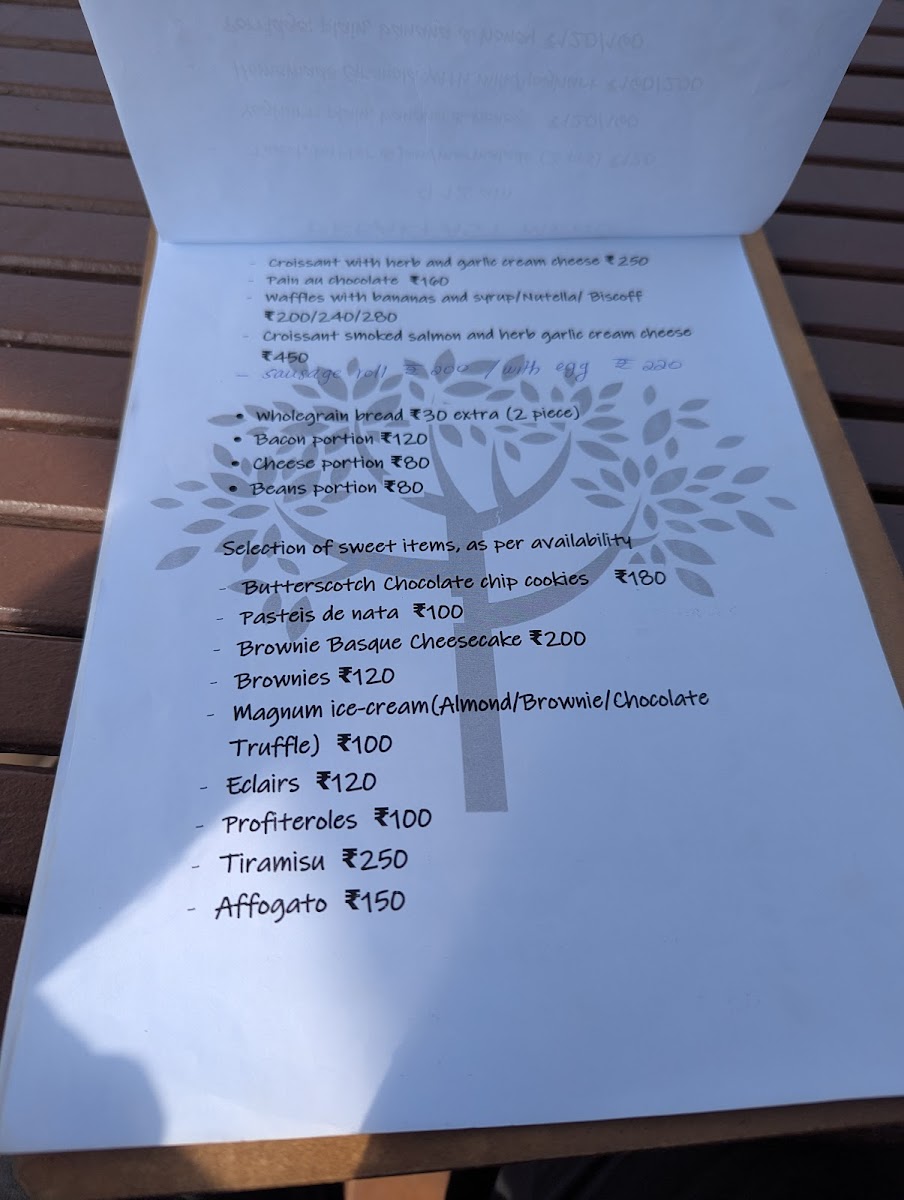 - Croissant with herb and garlic cream cheese ₹250
- Pain au chocolate ₹160
- Waffles with bananas and syrup/Nutella/ Biscoff
₹200/240/280
- Croissant smoked salmon and herb garlic cream cheese
₹450
- sausage roll ₹ 200 / with egg ₹ 220
• Wholegrain bread ₹30 extra (2 piece)
• Bacon portion ₹120
• Cheese portion ₹80
• Beans portion ₹80
Selection of sweet items, as per availability
- Butterscotch Chocolate chip cookies ₹180
- Pasteis de nata ₹100
- Brownie Basque Cheesecake ₹200
- Brownies ₹120
- Magnum ice-cream(Almond/Brownie/Chocolate
Truffle) ₹100
- Eclairs ₹120
- Profiteroles ₹100
- Tiramisu ₹250
- Affogato ₹150